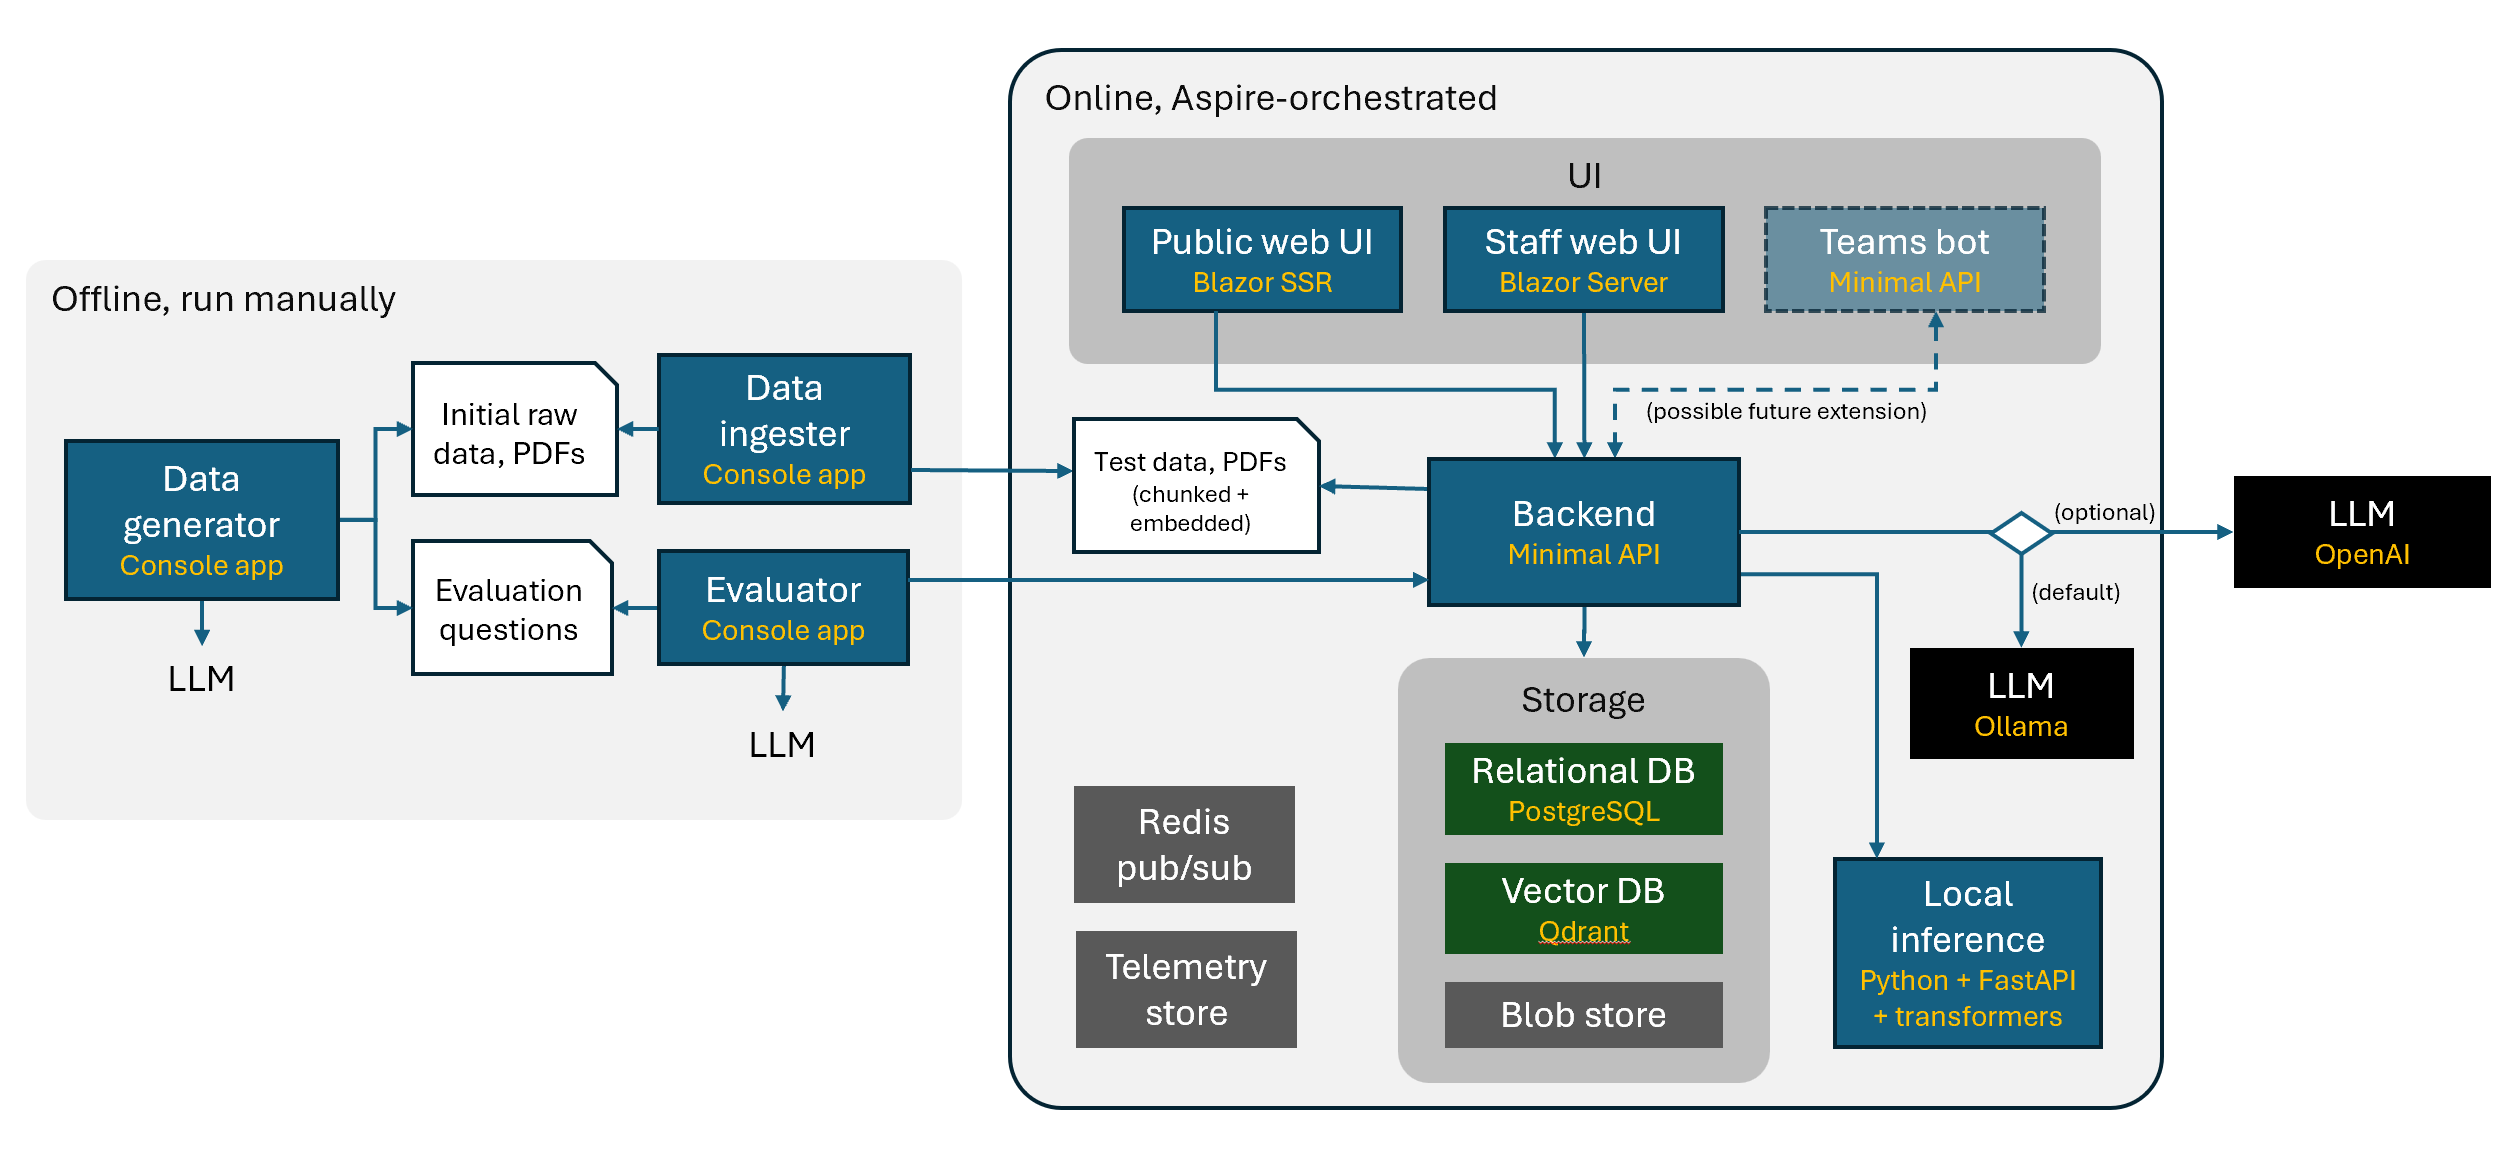 Online, Aspire-orchestrated
UI
Public web UI
Blazor SSR
Staff web UI
Blazor Server
Teams bot
Minimal API
(possible future extension)
Offline, run manually
Data
generator
Console app
LLM
Initial raw
data, PDFs
Evaluation
questions
Data
ingester
Console app
Evaluator
Console app
LLM
Test data, PDFs
(chunked +
embedded)
Backend
Minimal API
(optional)
(default)
LLM
OpenAI
LLM
Ollama
Storage
Relational DB
PostgreSQL
Vector DB
Qdrant
Blob store
Redis
pub/sub
Telemetry
store
Local
inference
Python + FastAPI
+ transformers